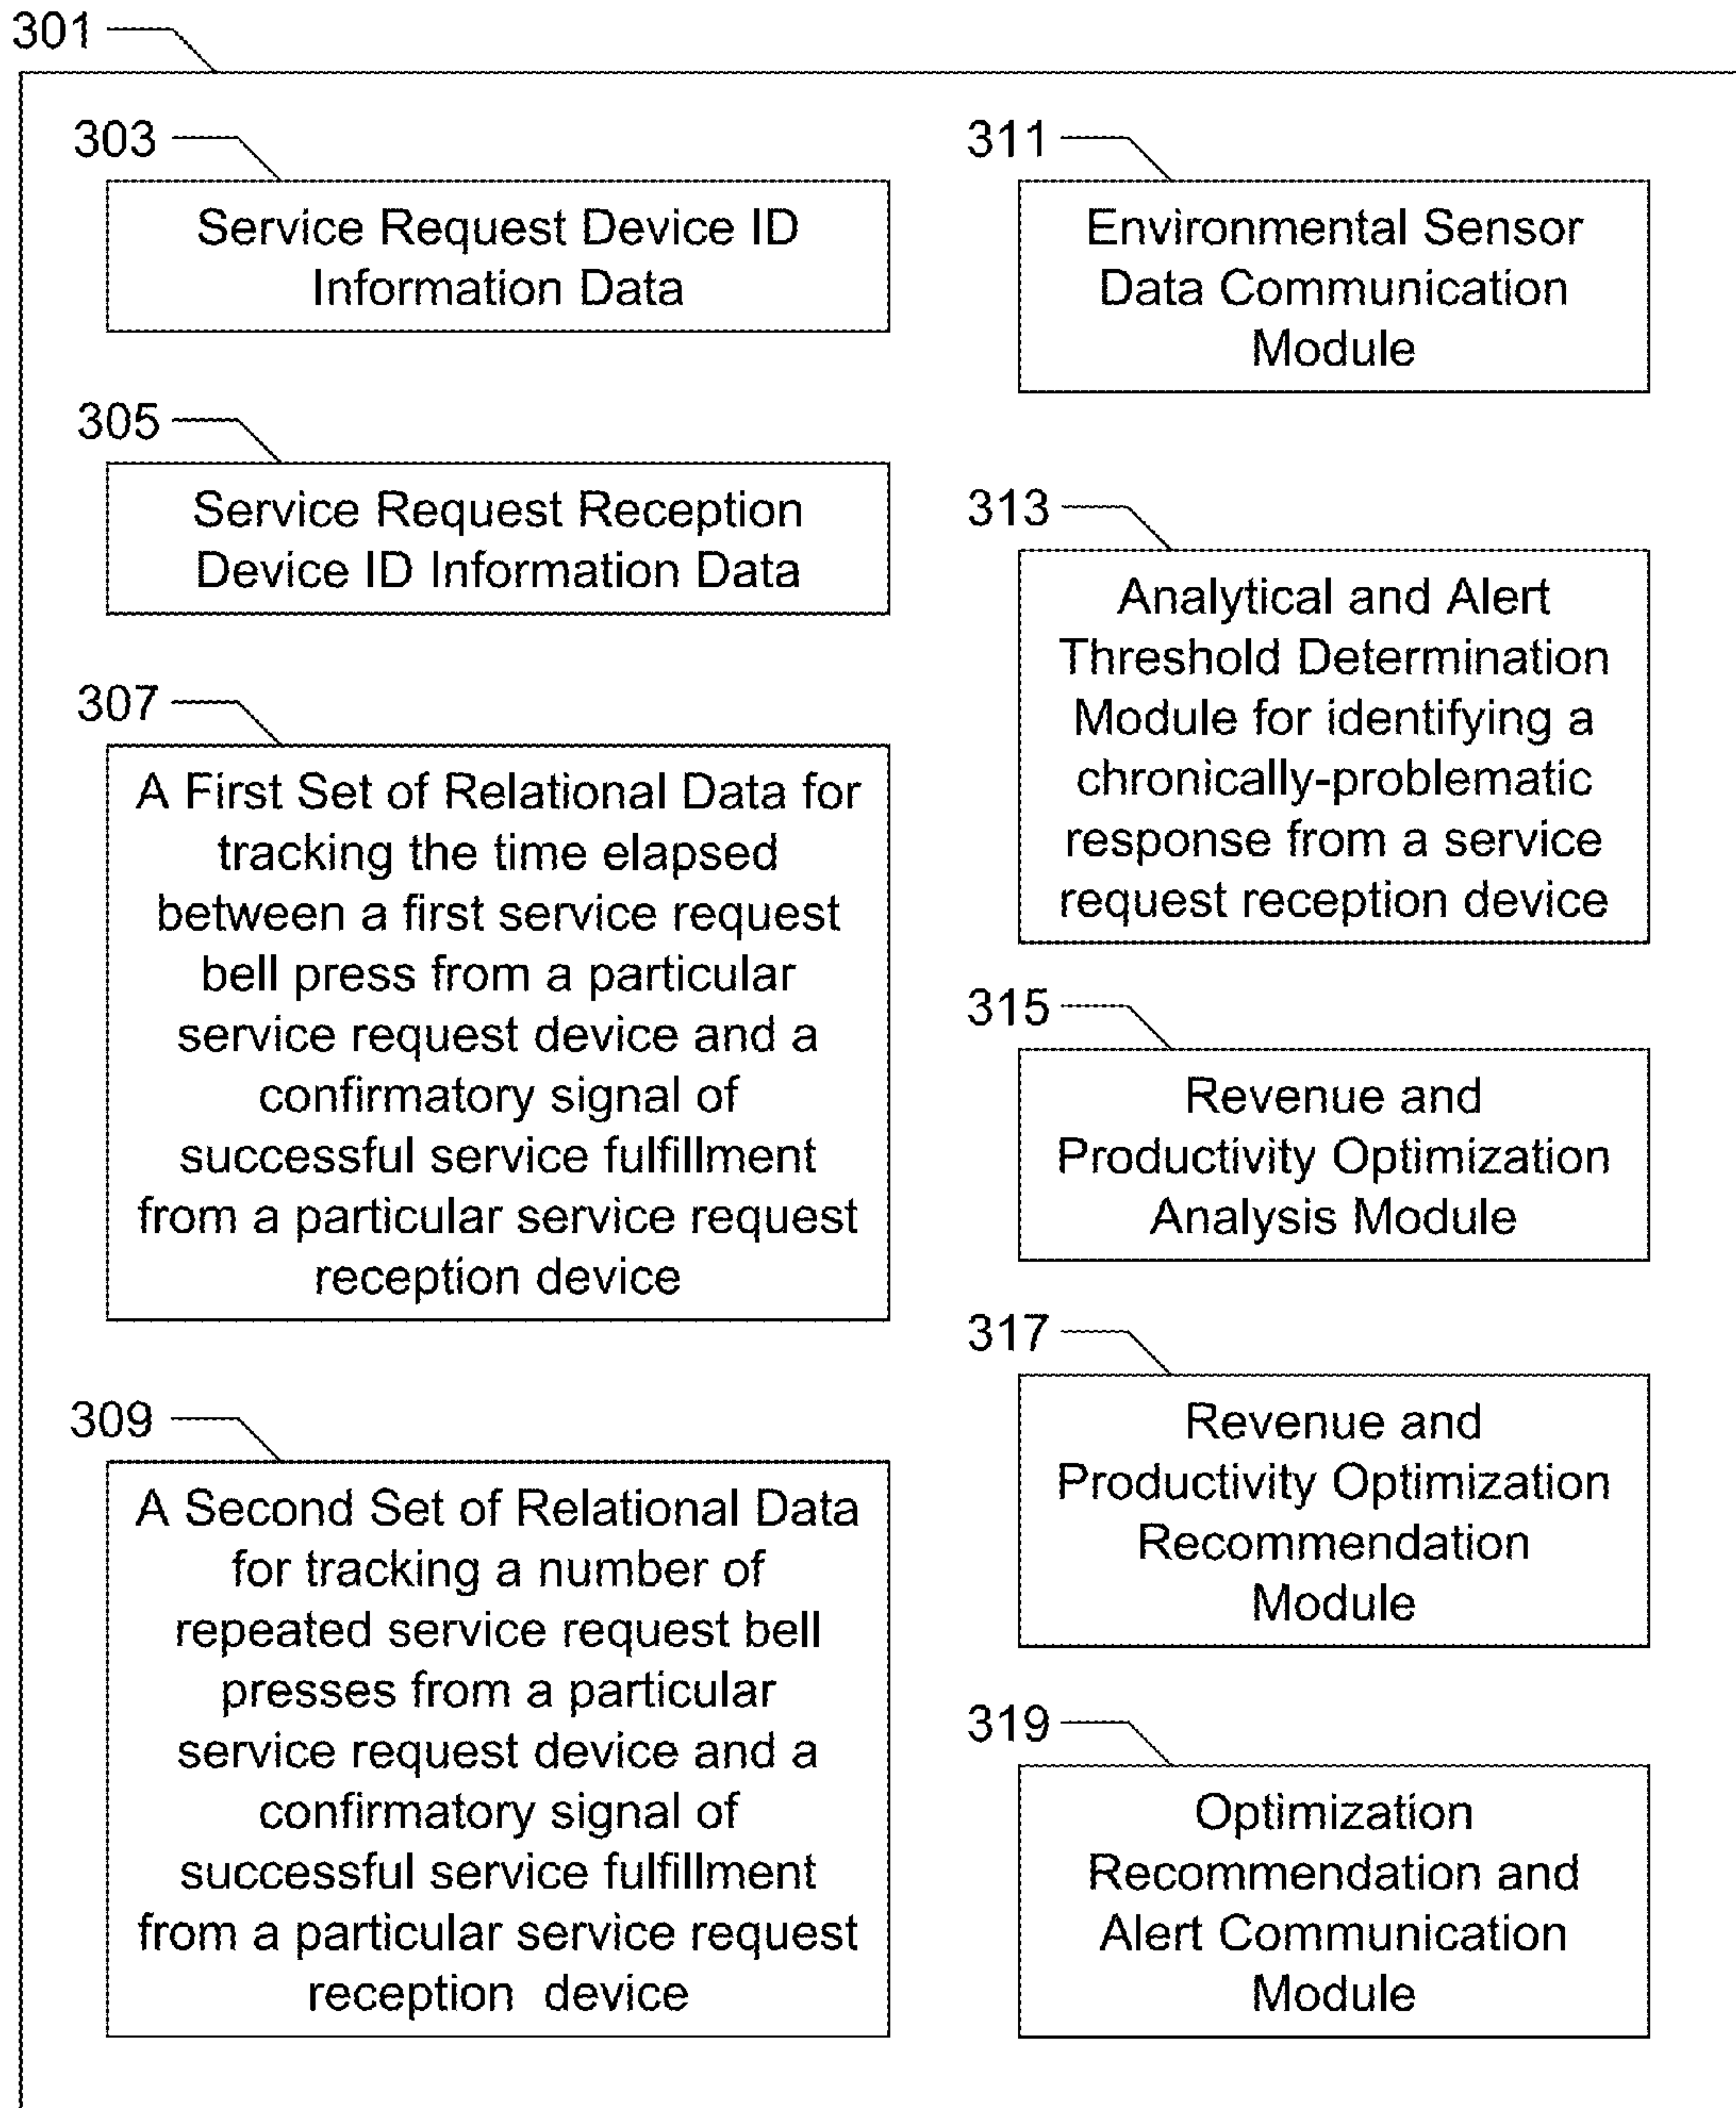 301
303
Service Request Device ID
Information Data
305
Service Request Reception
Device ID Information Data
307
A First Set of Relational Data for
tracking the time elapsed
between a first service request
bell press from a particular
service request device and a
confirmatory signal of
successful service fulfillment
from a particular service request
reception device
309
A Second Set of Relational Data
for tracking a number of
repeated service request bell
presses from a particular
service request device and a
confirmatory signal of
successful service fulfillment
from a particular service request
reception device
311
Environmental Sensor
Data Communication
Module
313
Analytical and Alert
Threshold Determination
Module for identifying a
chronically-problematic
response from a service
request reception device
315
Revenue and
Productivity Optimization
Analysis Module
317
Revenue and
Productivity Optimization
Recommendation
Module
319
Optimization
Recommendation and
Alert Communication
Module